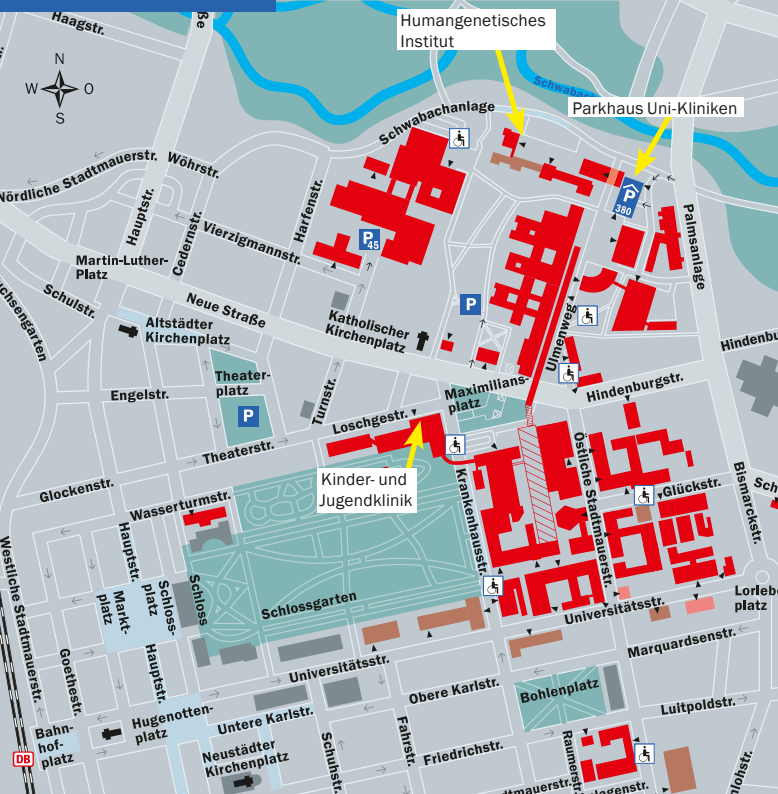 Haagstr.
Humangenetisches
Institut
N
W
O
S
Schwabachanlage
Parkhaus Uni-Kliniken
Nördliche Stadtmauerstr.
Wöhrstr.
Hauptstr.
Cedernstr.
Harfenstr.
Vierzigmannstr.
P
45
P
380
Palmsanlage
Martin-Luther-
Platz
Schulstr.
Neue Straße
Altstädter
Kirchenplatz
Katholischer
Kirchenplatz
P
Ulmenweg
Theater-
platz
P
Engelstr.
Turnstr.
Maximilians-
platz
Hindenburgstr.
Loschgestr.
Theaterstr.
Kinder- und
Jugendklinik
Glockenstr.
Wasserturmstr.
Krankenhausstr.
Östliche Stadtmauerstr.
Glückstr.
Bismarckstr.
Westliche Stadtmauerstr.
Hauptstr.
Markt-
platz
Schloss-
platz
Schloss
Schlossgarten
Universitätsstr.
Marquardsenstr.
Goethestr.
Hauptstr.
Universitätsstr.
Obere Karlstr.
Bohlenplatz
Luitpoldstr.
Bahn-
hof-
platz
DB
Hugenotten-
platz
Untere Karlstr.
Neustädter
Kirchenplatz
Schuhstr.
Fahrstr.
Friedrichstr.
Raumerstr.